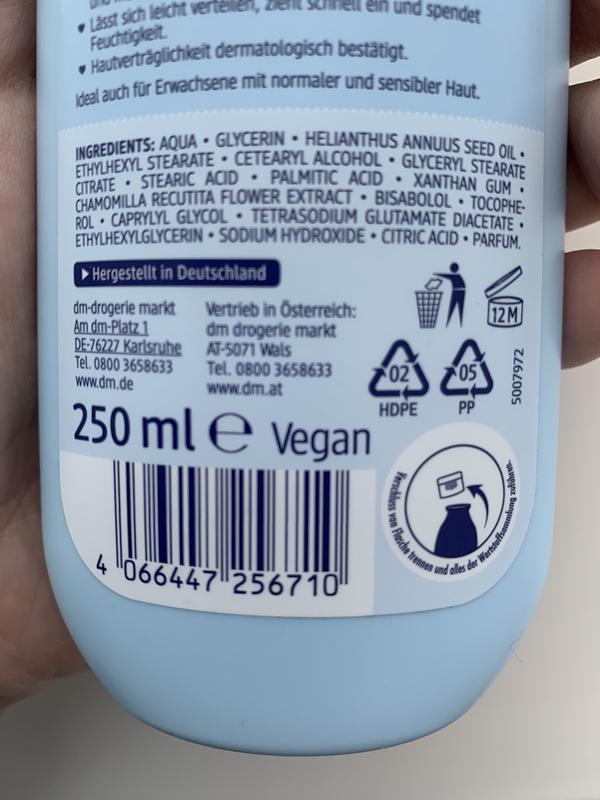 • Lässt sich leicht verteilen, zieht schnell ein und spendet
Feuchtigkeit.
• Hautverträglichkeit dermatologisch bestätigt.
Ideal auch für Erwachsene mit normaler und sensibler Haut.
INGREDIENTS: AQUA • GLYCERIN • HELIANTHUS ANNUUS SEED OIL •
ETHYLHEXYL STEARATE • CETEARYL ALCOHOL • GLYCERYL STEARATE
CITRATE • STEARIC ACID • PALMITIC ACID • XANTHAN GUM •
CHAMOMILLA RECUTITA FLOWER EXTRACT • BISABOLOL • TOCOPHE-
ROL • CAPRYLYL GLYCOL • TETRASODIUM GLUTAMATE DIACETATE •
ETHYLHEXYLGLYCERIN • SODIUM HYDROXIDE • CITRIC ACID • PARFUM.
Hergestellt in Deutschland
dm-drogerie markt
Am dm-Platz 1
DE-76227 Karlsruhe
Tel. 0800 3658633
www.dm.de
Vertrieb in Österreich:
dm drogerie markt
AT-5071 Wals
Tel. 0800 3658633
www.dm.at
12 M
02
HDPE
05
PP
5007972
250 ml e Vegan
Verschluss von Flasche trennen und alles der Wertstoffsammlung zuführen.
4 066447 256710